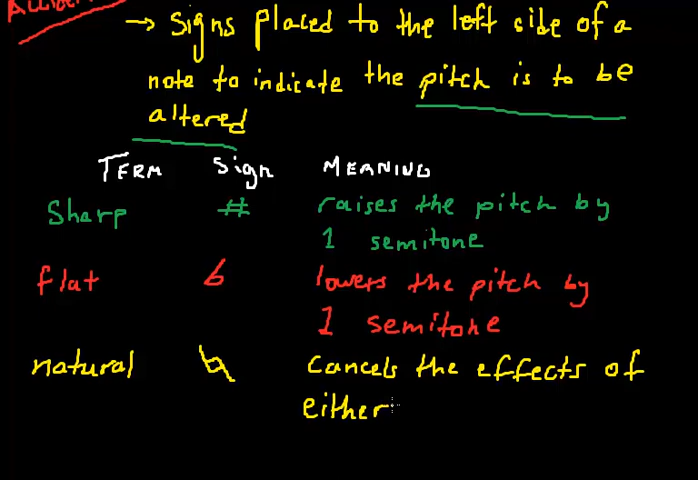 → Signs placed to the left side of a
note to indicate the pitch is to be
altered
TERM Sign MEANING
Sharp # raises the pitch by
1 semitone
flat b lowers the pitch by
1 semitone
natural ♮ cancels the effects of
either